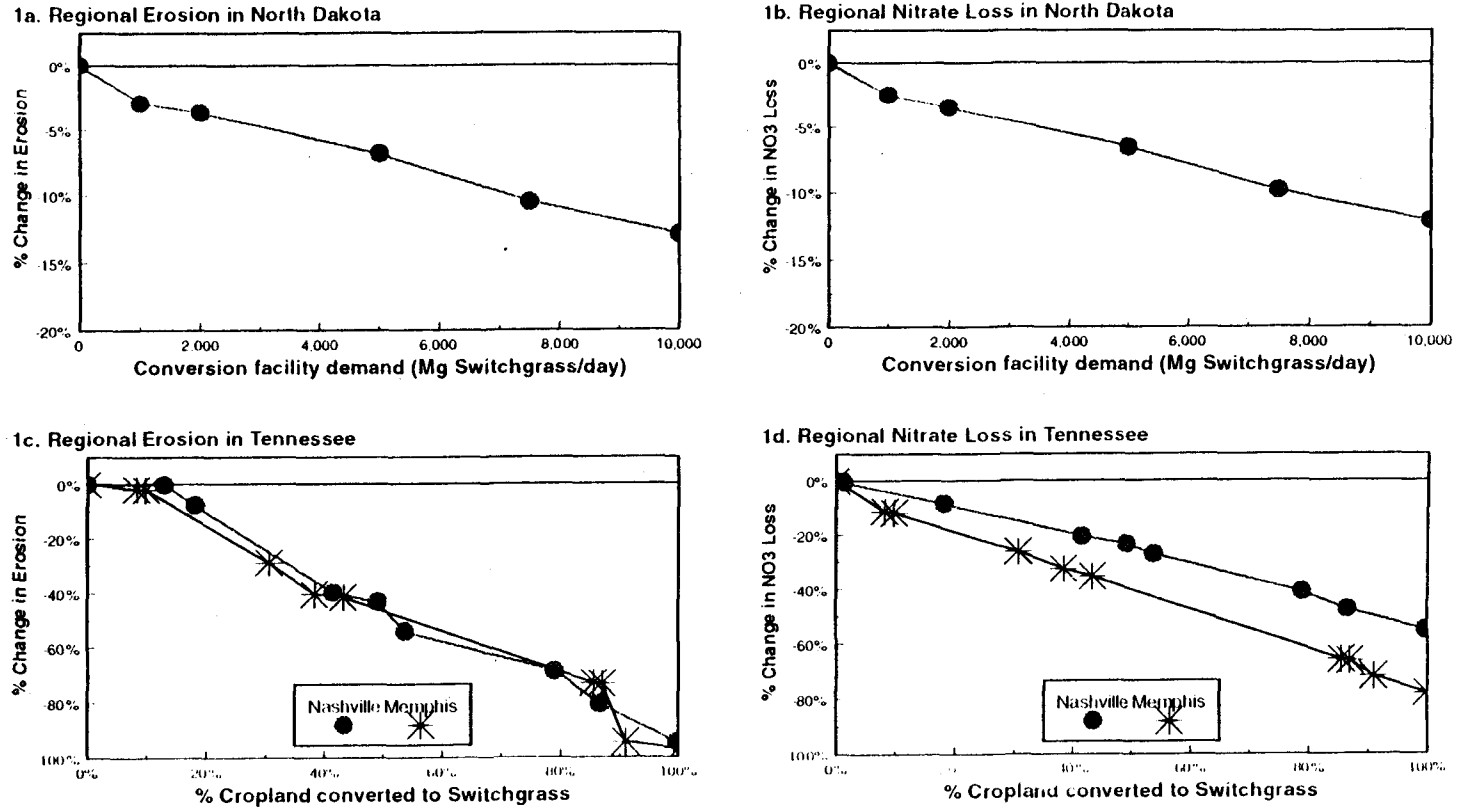 1a. Regional Erosion in North Dakota
% Change in Erosion
0%
-5%
-10%
-15%
-20%
0 2,000 4,000 6,000 8,000 10,000
Conversion facility demand (Mg Switchgrass/day)
1b. Regional Nitrate Loss in North Dakota
% Change in NO3 Loss
0%
-5%
-10%
-15%
-20%
0 2,000 4,000 6,000 8,000 10,000
Conversion facility demand (Mg Switchgrass/day)
1c. Regional Erosion in Tennessee
% Change in Erosion
0%
-20%
-40%
-60%
-80%
100%
Nashville Memphis
0% 20% 40% 60% 80% 100%
% Cropland converted to Switchgrass
1d. Regional Nitrate Loss in Tennessee
% Change in NO3 Loss
0%
-20%
-40%
-60%
-80%
100%
Nashville Memphis
0% 40% 60% 80% 100%
% Cropland converted to Switchgrass